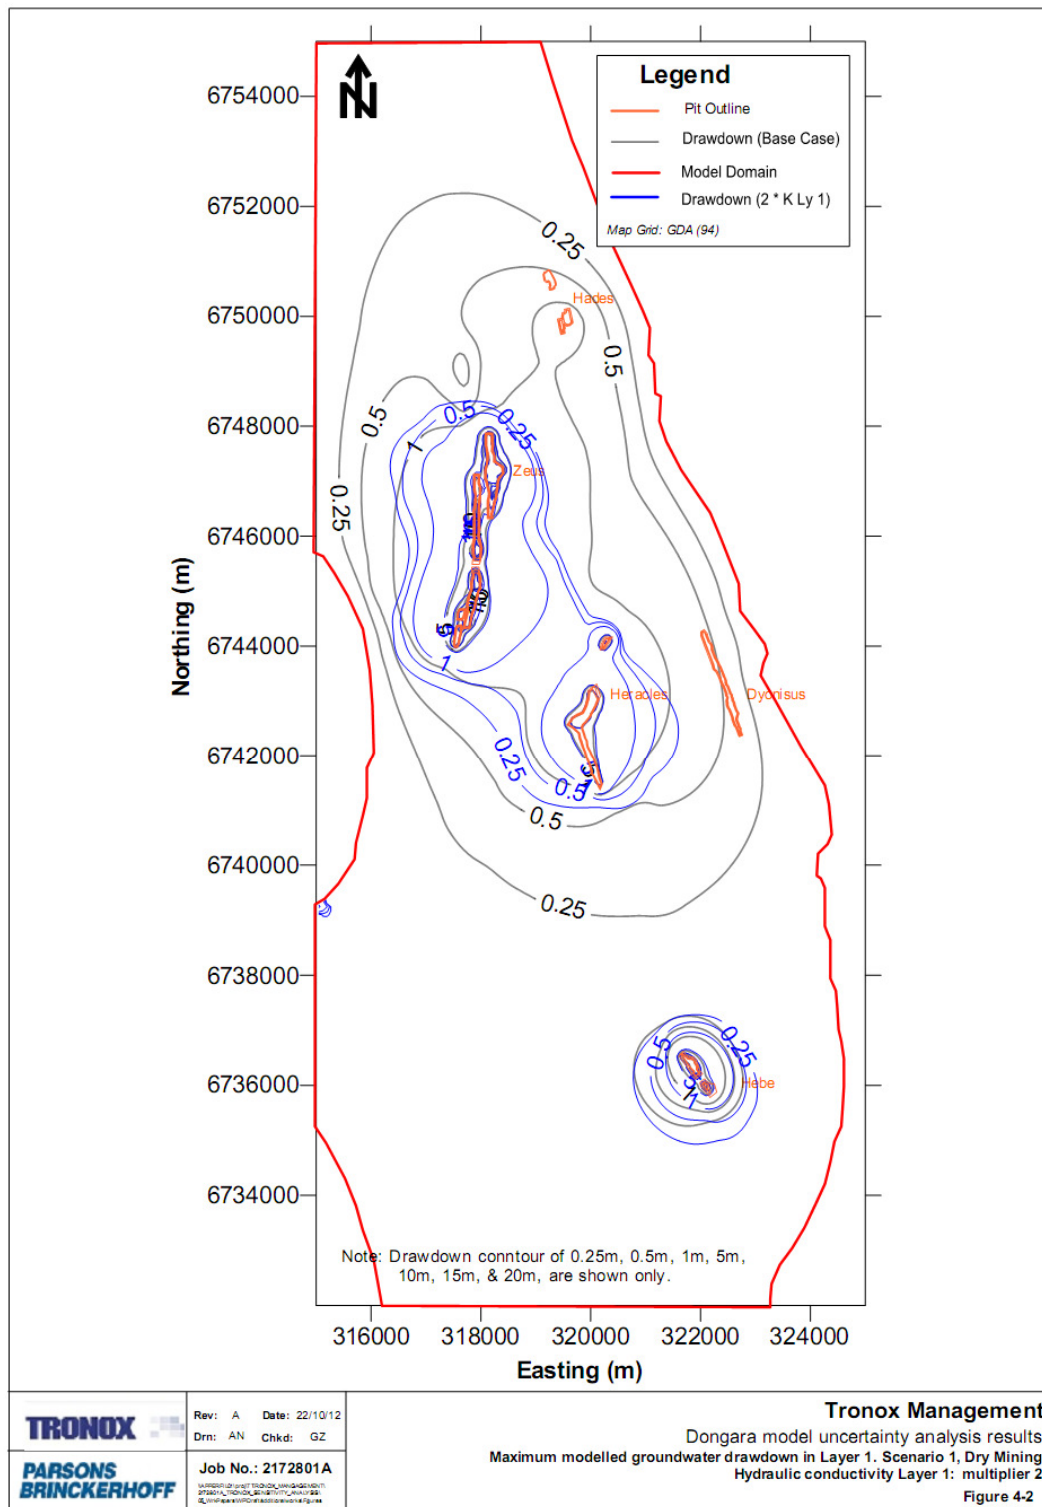 Legend
Pit Outline
Drawdown (Base Case)
Model Domain
Drawdown (2 * K Ly 1)
Map Grid: GDA (94)
N
6754000
6752000
6750000
6748000
6746000
6744000
6742000
6740000
6738000
6736000
6734000
Northing (m)
0.25
Hades
0.5
0.5
0.5
0.25
1
Zeus
0.25
1
Heracles
Dyonisus
0.25
0.5
0.5
0.25
0.5
0.25
1
Hebe
Note: Drawdown conntour of 0.25m, 0.5m, 1m, 5m,
10m, 15m, & 20m, are shown only.
316000 318000 320000 322000 324000
Easting (m)
TRONOX
PARSONS
BRINCKERHOFF
Rev: A Date: 22/10/12
Drn: AN Chkd: GZ
Job No.: 2172801A
Tronox Management
Dongara model uncertainty analysis results
Maximum modelled groundwater drawdown in Layer 1. Scenario 1, Dry Mining
Hydraulic conductivity Layer 1: multiplier 2
Figure 4-2